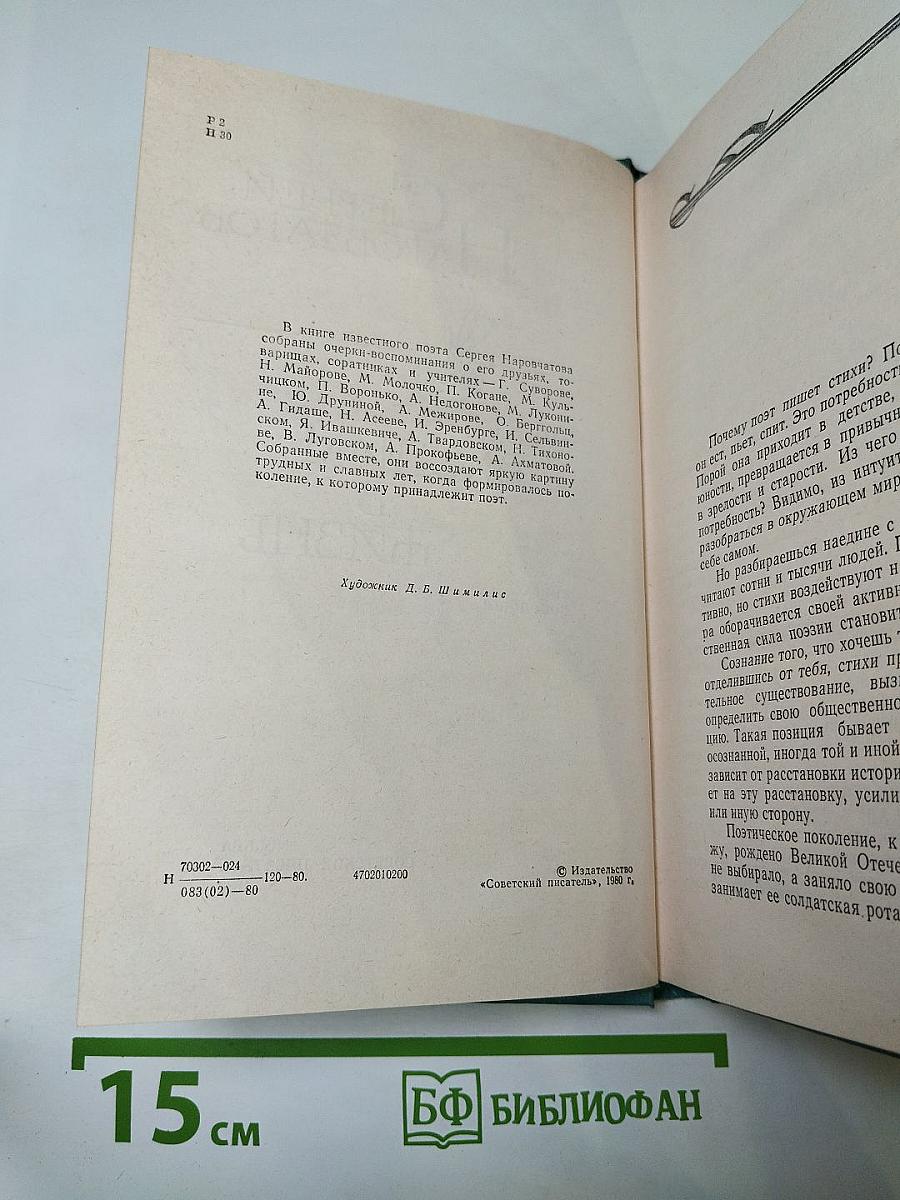 Р 2
Н 30
В книге известного поэта Сергея Наровчатова
собраны очерки-воспоминания о его друзьях, то-
варищах, соратниках и учителях — Г. Суворове,
Н. Майорове, М. Молочко, П. Когане, М. Куль-
чицком, П. Воронько, А. Недогонове, М. Лукони-
не, Ю. Друниной, А. Межирове, О. Берггольц,
А. Гидаше, Н. Асееве, И. Эренбурге, И. Сельвин-
ском, Я. Ивашкевиче, А. Твардовском, Н. Тихоно-
ве, В. Луговском, А. Прокофьеве, А. Ахматовой.
Собранные вместе, они воссоздают яркую картину
трудных и славных лет, когда формировалось по-
коление, к которому принадлежит поэт.
Художник Д. Б. Шимилис
Н 70302—024
083(02)—80 —120—80. 4702010200
© Издательство
«Советский писатель», 1980 г.
Почему поэт пишет стихи? По
он ест, пьет, спит. Это потребность
Порой она приходит в детстве,
юности, превращается в привычн
в зрелости и старости. Из чего
потребность? Видимо, из интуит
разобраться в окружающем мир
себе самом.
Но разбираешься наедине с
читают сотни и тысячи людей.
тивно, но стихи воздействуют н
ра оборачивается своей активн
ственная сила поэзии становит
Сознание того, что хочешь
отделившись от тебя, стихи пр
тельное существование, вызы
определить свою общественно
цию. Такая позиция бывает
осознанной, иногда той и иной
зависит от расстановки истори
ет на эту расстановку, усили
или иную сторону.
Поэтическое поколение, к
жу, рождено Великой Отече
не выбирало, а заняло свою
занимает ее солдатская рота
15 см
БФ БИБЛИОФАН